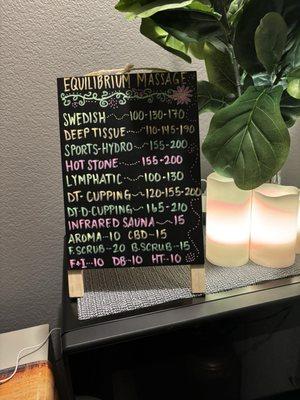 EQUILIBRIUM MASSAGE
SWEDISH 100-130-170
DEEP TISSUE 110-145-190
SPORTS-HYDRO 155-200
HOT STONE 155-200
LYMPHATIC 100-130
DT-CUPPING 120-155-200
DT-D-CUPPING 165-210
INFRARED SAUNA 15
AROMA 10 CBD-15
F.SCRUB-20 B.SCRUB-15
F+I 10 DB-10 HT-10